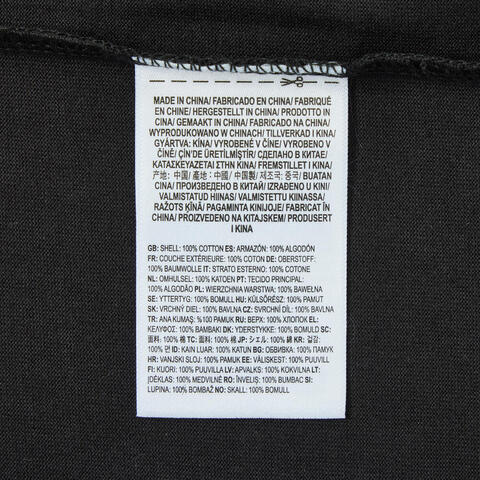 MADE IN CHINA/ FABRICADO EN CHINA/ FABRIQUÉ
EN CHINE/ HERGESTELLT IN CHINA/ PRODOTTO IN
CINA/ GEMAAKT IN CHINA/ FABRICADO NA CHINA/
WYPRODUKOWANO W CHINACH/ TILLVERKAD I KINA/
GYÁRTVA: KÍNA/ VYROBENÉ V ČÍNE/ VYROBENO V
ČÍNĚ/ ÇİN'DE ÜRETİLMİŞTİR/ СДЕЛАНО В КИТАЕ/
ΚΑΤΑΣΚΕΥΑΖΕΤΑΙ ΣΤΗΝ ΚΙΝΑ/ FREMSTILLET I KINA/
产地: 中国/ 產地: 中國/ 中国製/ 제조국: 중국/ BUATAN
CINA/ ПРОИЗВЕДЕНО В КИТАЙ/ IZRAĐENO U KINI/
VALMISTATUD HIINAS/ VALMISTETTU KIINASSA/
RAŽOTS ĶĪNĀ/ PAGAMINTA KINIJOJE/ FABRICAT ÎN
CHINA/ PROIZVEDENO NA KITAJSKEM/ PRODUSERT
I KINA
GB: SHELL: 100% COTTON ES: ARMAZÓN: 100% ALGODÓN
FR: COUCHE EXTÉRIEURE: 100% COTON DE: OBERSTOFF:
100% BAUMWOLLE IT: STRATO ESTERNO: 100% COTONE
NL: OMHULSEL: 100% KATOEN PT: TECIDO PRINCIPAL:
100% ALGODÃO PL: WIERZCHNIA WARSTWA: 100% BAWEŁNA
SE: YTTERTYG: 100% BOMULL HU: KÜLSŐRÉSZ: 100% PAMUT
SK: VRCHNÝ DIEL: 100% BAVLNA CZ: SVRCHNÍ DÍL: 100% BAVLNA
TR: ANA KUMAŞ: %100 PAMUK RU: ВЕРХ: 100% ХЛОПОК EL:
ΚΕΛΥΦΟΣ: 100% ΒΑΜΒΑΚΙ DK: YDERSTYKKE: 100% BOMULD SC:
面料: 100% 棉 TC: 面料: 100% 棉 JP: シェル: 100% 綿 KR: 겉감:
100% 면 ID: KAIN LUAR: 100% KATUN BG: ОБВИВКА: 100% ПАМУК
HR: VANJSKI SLOJ: 100% PAMUK EE: VÄLISKEST: 100% PUUVILL
FI: KUORI: 100% PUUVILLA LV: APVALKS: 100% KOKVILNA LT:
ĮDĖKLAS: 100% MEDVILNĖ RO: ÎNVELIȘ: 100% BUMBAC SI:
LUPINA: 100% BOMBAŽ NO: SKALL: 100% BOMULL